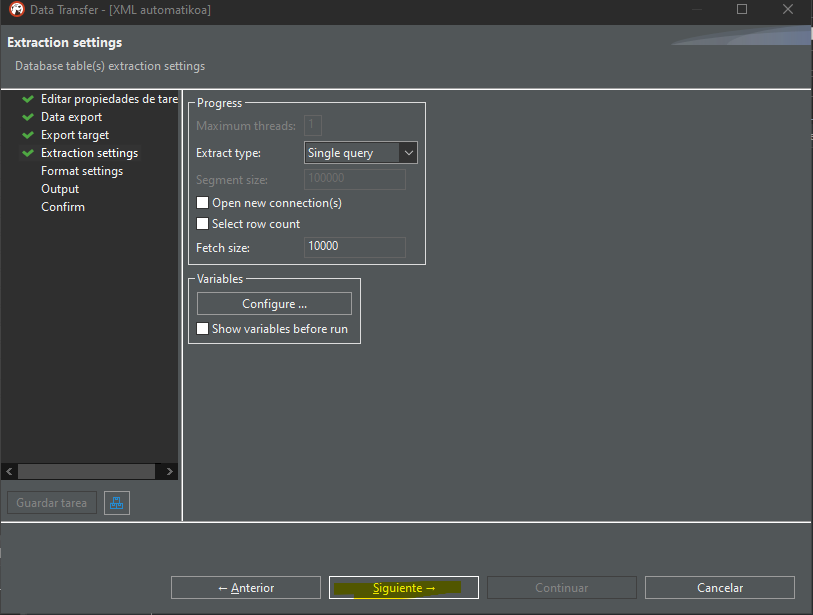 Data Transfer - [XML automatikoa]
Extraction settings
Database table(s) extraction settings
Editar propiedades de tare
Data export
Export target
Extraction settings
Format settings
Output
Confirm
Progress
Maximum threads: 1
Extract type: Single query
Segment size: 100000
Open new connection(s)
Select row count
Fetch size: 10000
Variables
Configure ...
Show variables before run
Guardar tarea
← Anterior
Siguiente →
Continuar
Cancelar